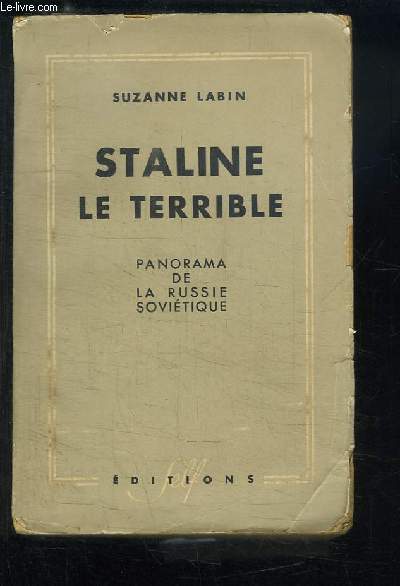 Le-livre.com
SUZANNE LABIN
STALINE
LE TERRIBLE
PANORAMA
DE
LA RUSSIE
SOVIÉTIQUE
ÉDITIONS